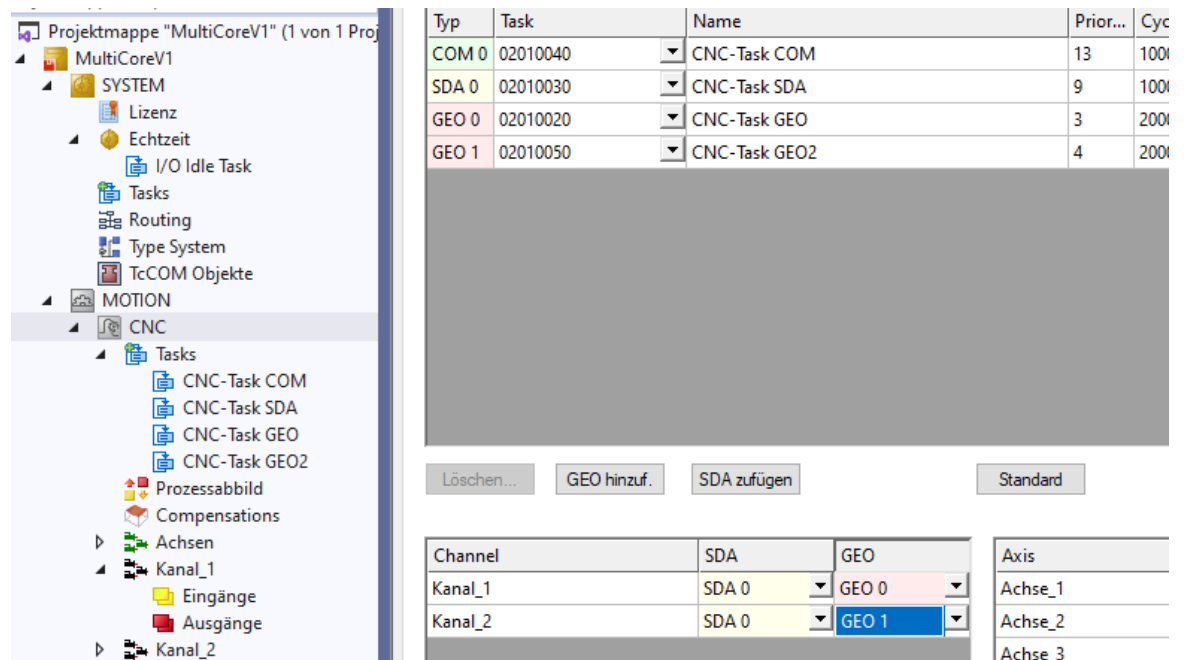 Projektmappe "MultiCoreV1" (1 von 1 Proj
MultiCoreV1
SYSTEM
Lizenz
Echtzeit
I/O Idle Task
Tasks
Routing
Type System
TcCOM Objekte
MOTION
CNC
Tasks
CNC-Task COM
CNC-Task SDA
CNC-Task GEO
CNC-Task GEO2
Prozessabbild
Compensations
Achsen
Kanal_1
Eingänge
Ausgänge
Kanal_2
Typ Task Name Prior... Cyc
COM 0 02010040 CNC-Task COM 13 1000
SDA 0 02010030 CNC-Task SDA 9 1000
GEO 0 02010020 CNC-Task GEO 3 2000
GEO 1 02010050 CNC-Task GEO2 4 2000
Löschen... GEO hinzuf. SDA zufügen Standard
Channel SDA GEO Axis
Kanal_1 SDA 0 GEO 0 Achse_1
Kanal_2 SDA 0 GEO 1 Achse_2
Achse_3